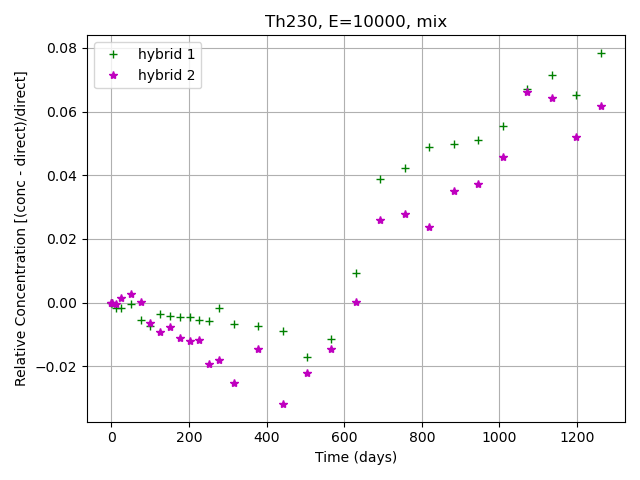 Th230, E=10000, mix
hybrid 1
hybrid 2
Relative Concentration [(conc - direct)/direct]
0.08
0.06
0.04
0.02
0.00
−0.02
0
200
400
600
800
1000
1200
Time (days)